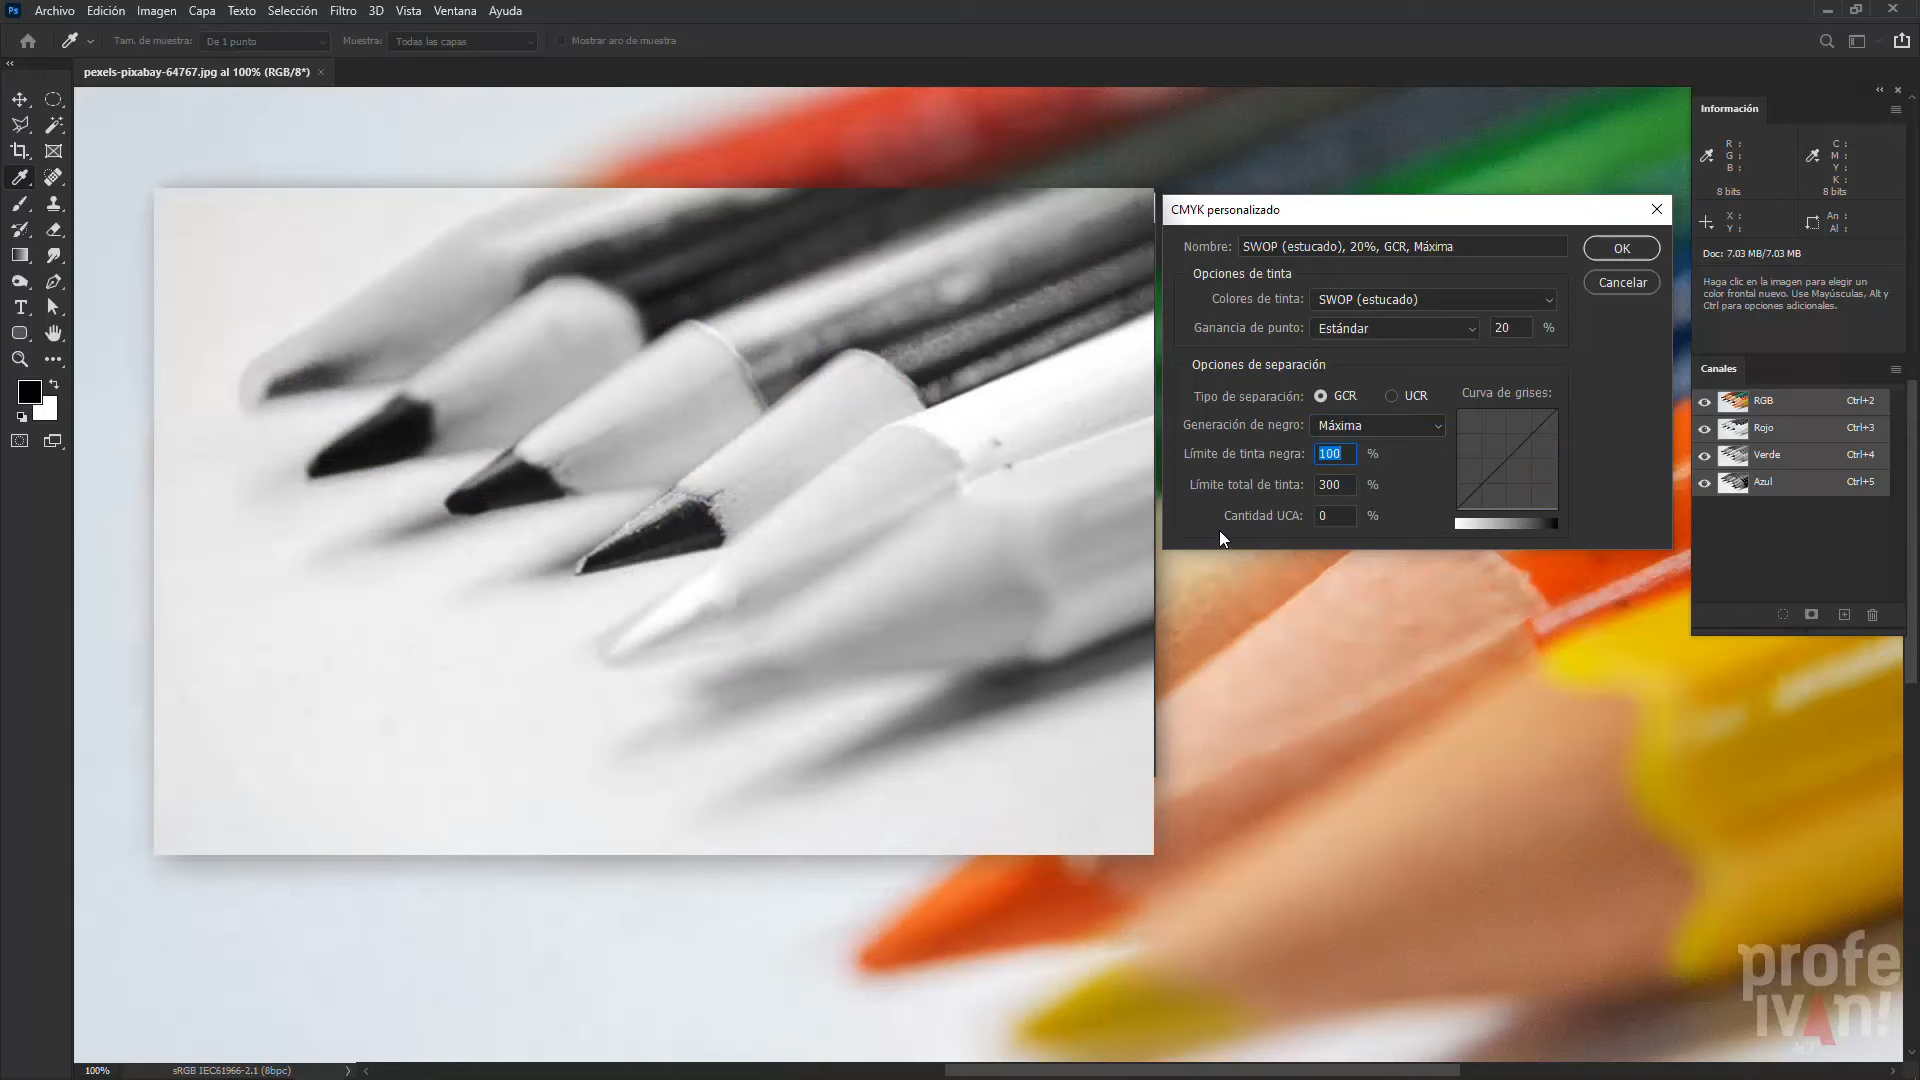 Ps Archivo Edición Imagen Capa Texto Selección Filtro 3D Vista Ventana Ayuda
Tam. de muestra: De 1 punto Muestra: Todas las capas Mostrar aro de muestra
pexels-pixabay-64767.jpg al 100% (RGB/8*) ×
Información
R :
G :
B :
8 bits
C :
M :
Y :
K :
8 bits
X :
Y :
An :
Al :
Doc: 7.03 MB/7.03 MB
Haga clic en la imagen para elegir un
color frontal nuevo. Use Mayúsculas, Alt y
Ctrl para opciones adicionales.
CMYK personalizado
Nombre: SWOP (estucado), 20%, GCR, Máxima
OK
Cancelar
Opciones de tinta
Colores de tinta: SWOP (estucado)
Ganancia de punto: Estándar 20 %
Opciones de separación
Tipo de separación: GCR UCR
Curva de grises:
Generación de negro: Máxima
Límite de tinta negra: 100 %
Límite total de tinta: 300 %
Cantidad UCA: 0 %
Canales
RGB Ctrl+2
Rojo Ctrl+3
Verde Ctrl+4
Azul Ctrl+5
profe
ivan!
100% sRGB IEC61966-2.1 (8bpc)